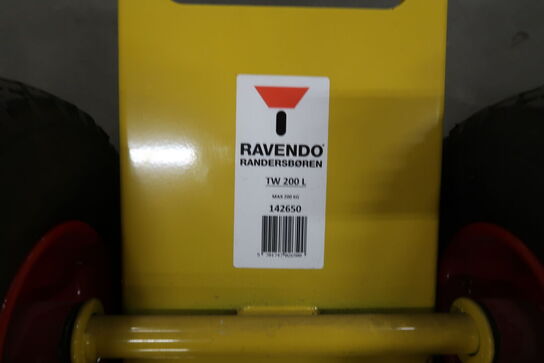 RAVENDO®
RANDERSBØREN
TW 200 L
MAX 200 KG
142650